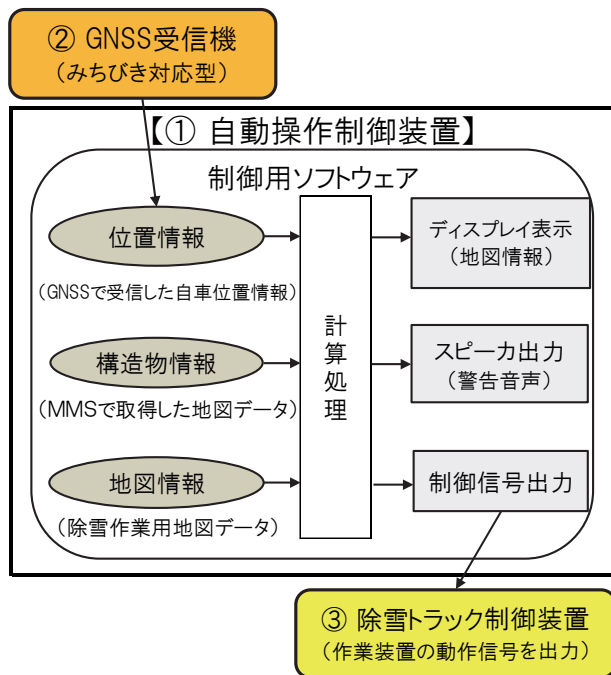 ② GNSS受信機
（みちびき対応型）
【① 自動操作制御装置】
制御用ソフトウェア
位置情報
（GNSSで受信した自車位置情報）
構造物情報
（MMSで取得した地図データ）
地図情報
（除雪作業用地図データ）
計算処理
ディスプレイ表示
（地図情報）
スピーカ出力
（警告音声）
制御信号出力
③ 除雪トラック制御装置
（作業装置の動作信号を出力）